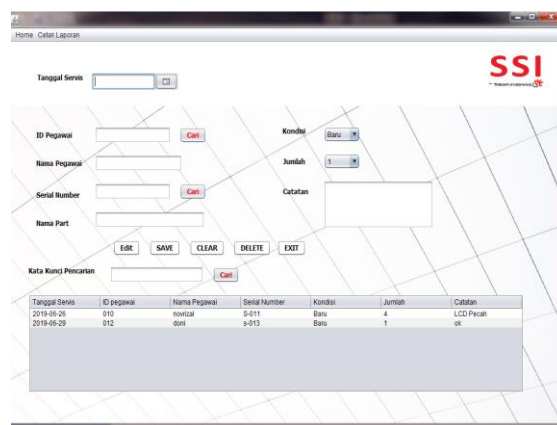 Home Cetak Laporan
SSI
Tanggal Servis
ID Pegawai
Cari
Kondisi
Baru
Nama Pegawai
Jumlah
1
Serial Number
Cari
Catatan
Nama Part
Edit SAVE CLEAR DELETE EXIT
Kata Kunci Pencarian
Cari
Tanggal Servis ID pegawai Nama Pegawai Serial Number Kondisi Jumlah Catatan
2019-06-26 010 novrizal S-011 Baru 4 LCD Pecah
2019-06-29 012 doni s-013 Baru 1 ok